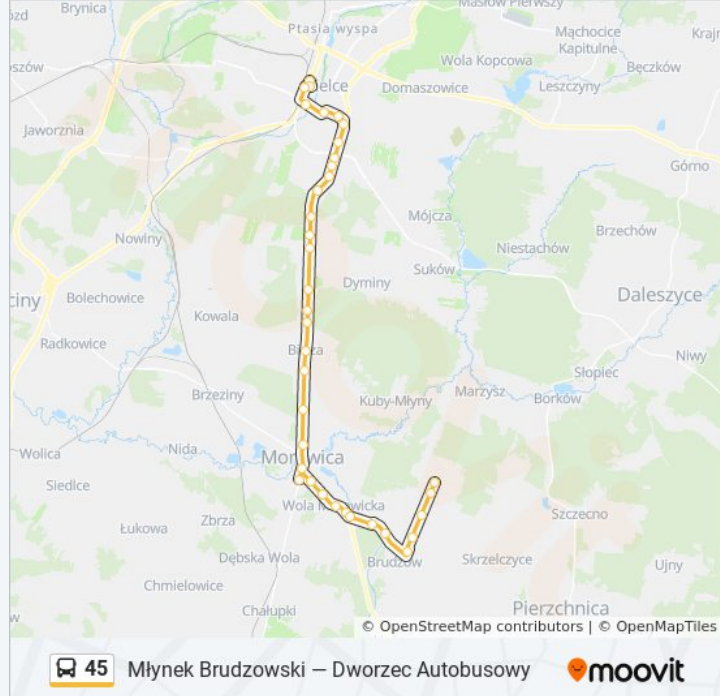 Brynica
Masłów Pierwszy
Ptasia wyspa
Mąchocice
Kapitulne
Wola Kopcowa
Bęczków
Domaszowice
Leszczyny
Jaworznia
Górno
Mójcza
Brzechów
Nowiny
Niestachów
Suków
Dyminy
Daleszyce
Bolechowice
Kowala
Radkowice
Niwy
Słopiec
Marzysz
Borków
Brzeziny
Kuby-Młyny
Wolica
Nida
Siedlce
Szczecno
Zbrza
Łukowa
Dębska Wola
Brudzów
Skrzelczyce
Ujny
Chmielowice
Chałupki
Pierzchnica
© OpenStreetMap contributors | © OpenMapTiles
45 Młynek Brudzowski — Dworzec Autobusowy
moovit